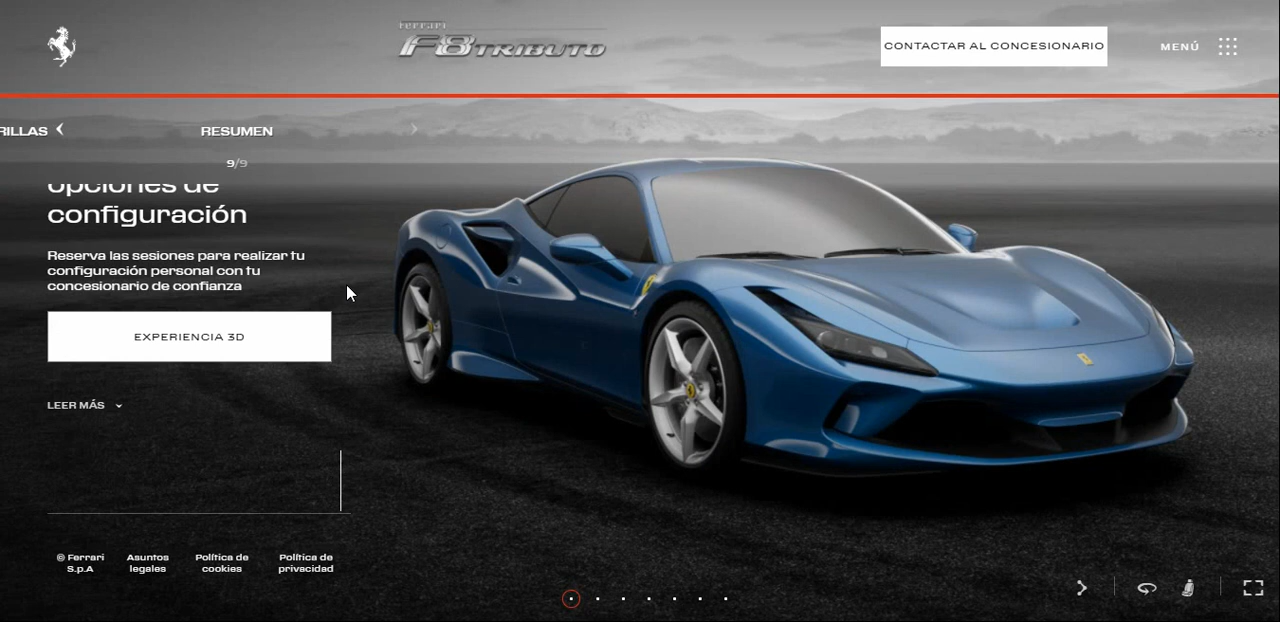 Ferrari
F8 TRIBUTO
CONTACTAR AL CONCESIONARIO
MENÚ
RILLAS
RESUMEN
9/9
opciones de
configuración
Reserva las sesiones para realizar tu
configuración personal con tu
concesionario de confianza
EXPERIENCIA 3D
LEER MÁS
© Ferrari
S.p.A
Asuntos
legales
Política de
cookies
Política de
privacidad